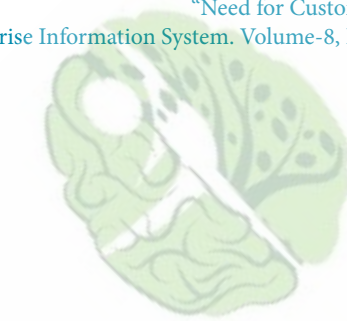 “Need for Custo
rise Information System. Volume-8,